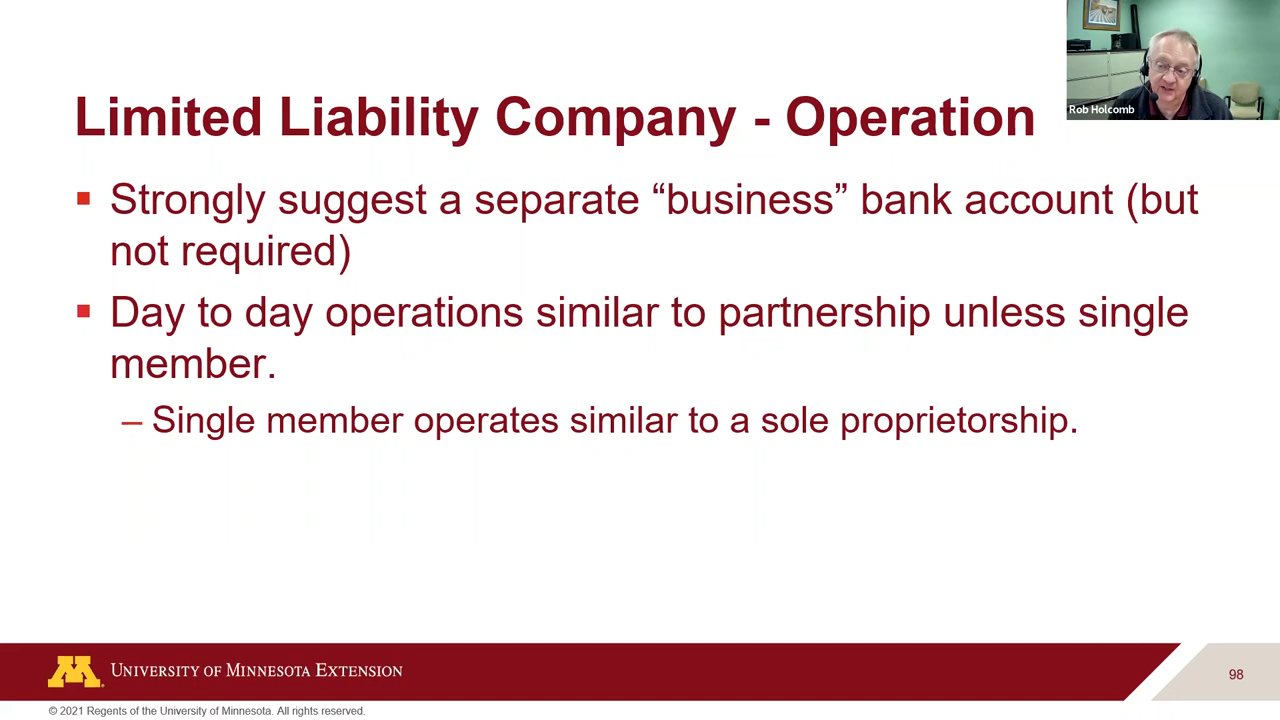 Rob Holcomb
Limited Liability Company - Operation
▪ Strongly suggest a separate “business” bank account (but
not required)
▪ Day to day operations similar to partnership unless single
member.
– Single member operates similar to a sole proprietorship.
M
UNIVERSITY OF MINNESOTA EXTENSION
98
© 2021 Regents of the University of Minnesota. All rights reserved.